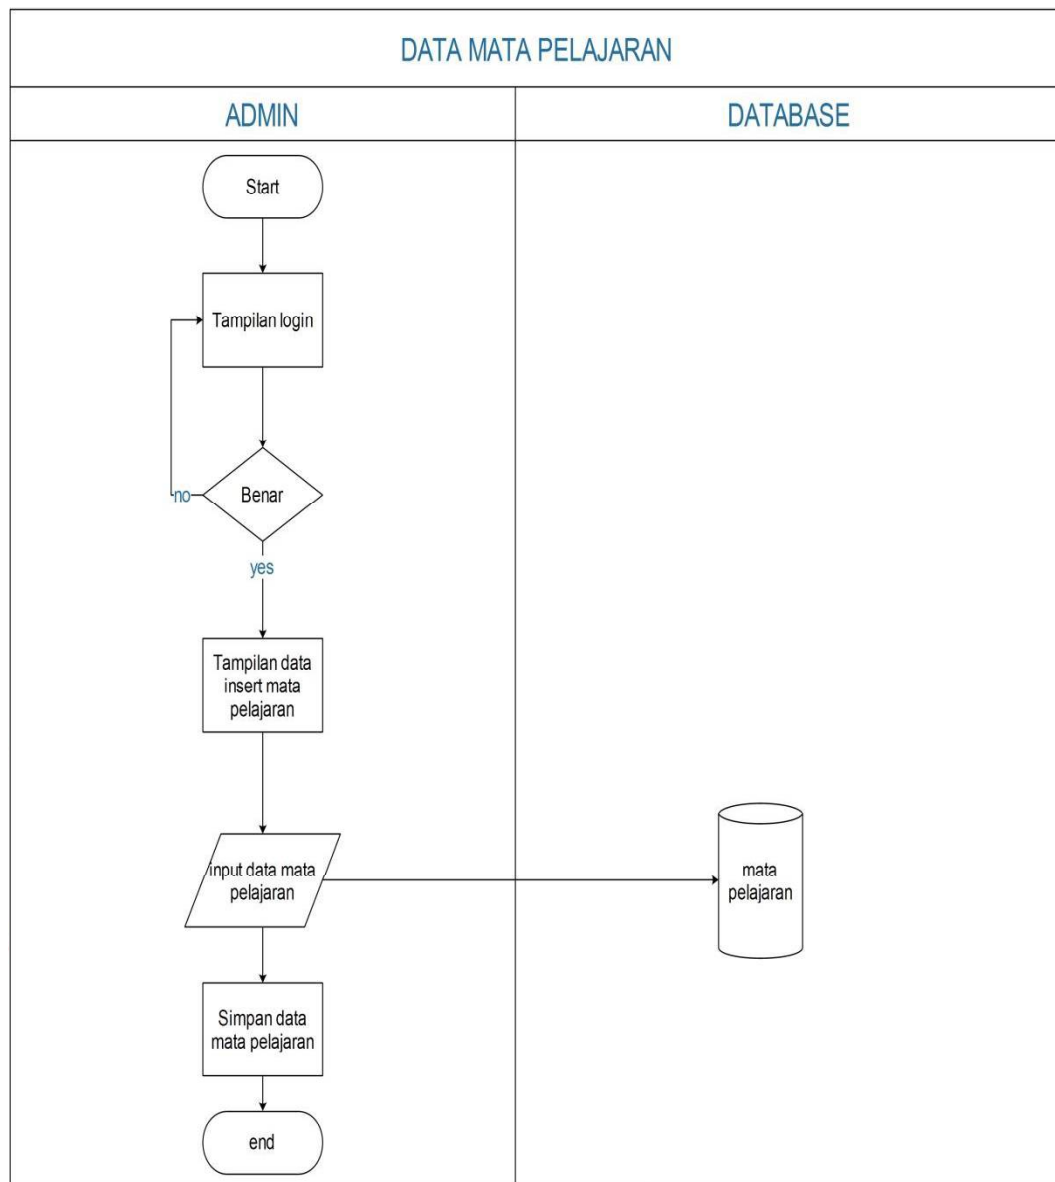 DATA MATA PELAJARAN
ADMIN
DATABASE
Start
Tampilan login
Benar
no
yes
Tampilan data
insert mata
pelajaran
input data mata
pelajaran
mata
pelajaran
Simpan data
mata pelajaran
end